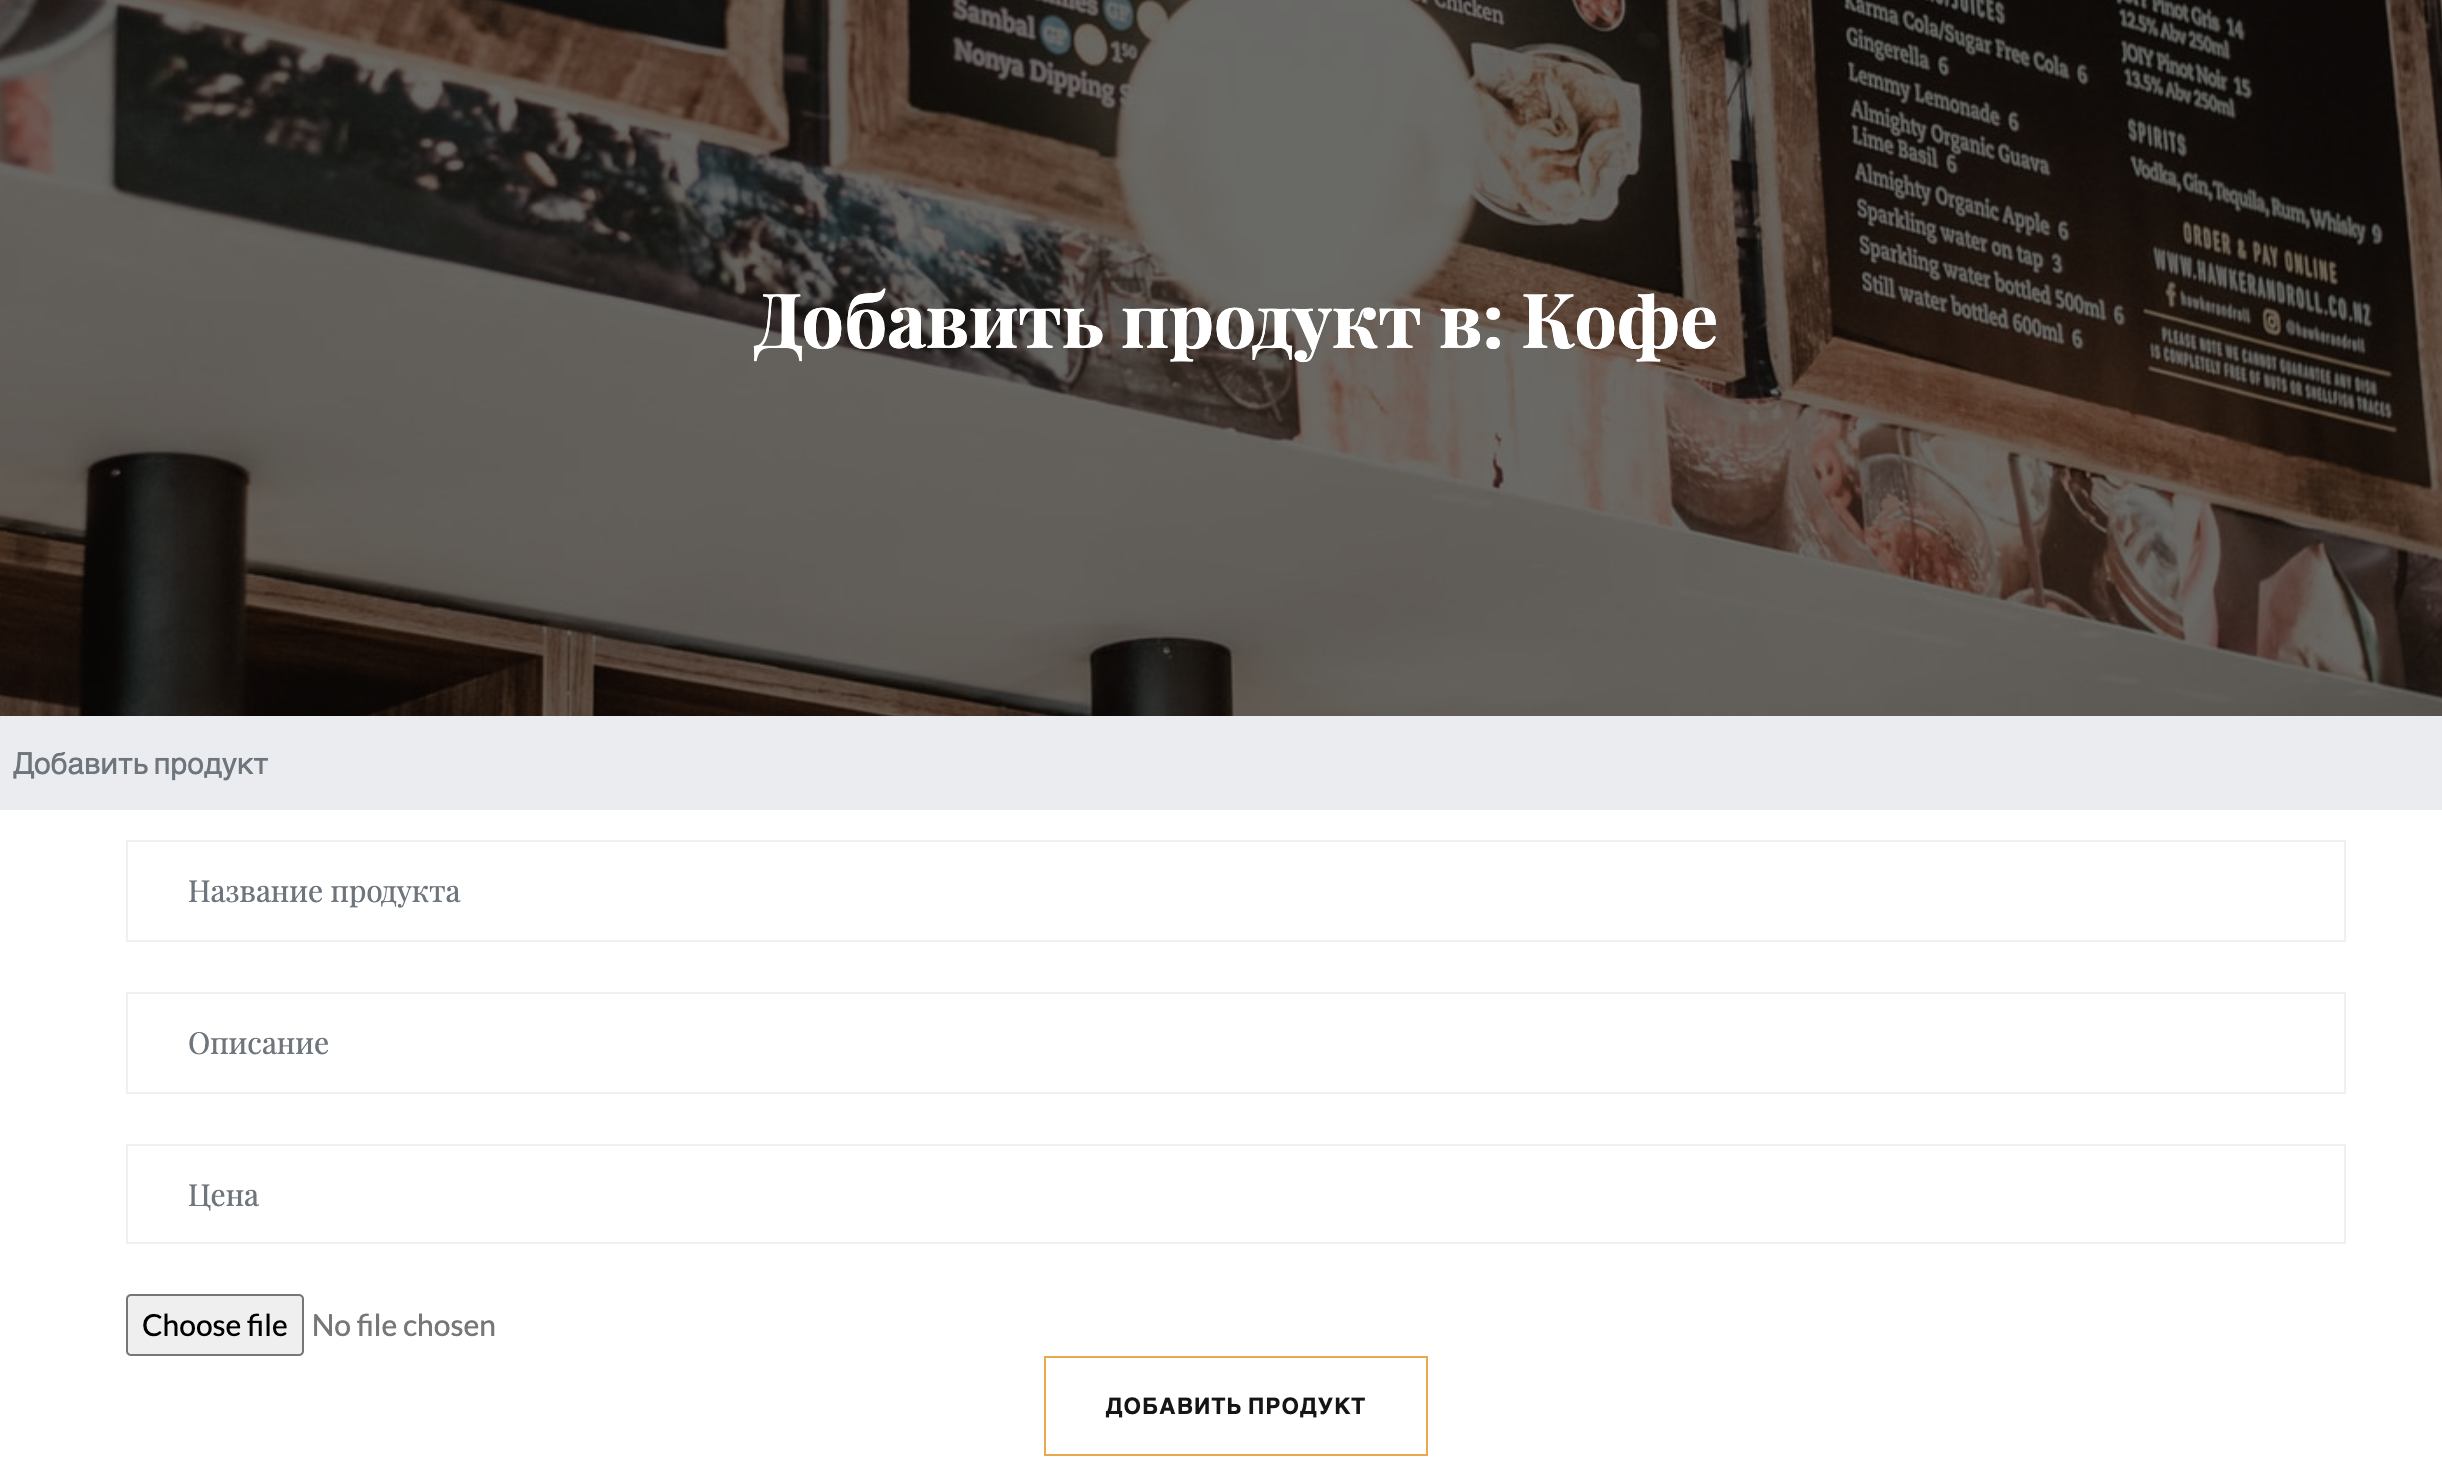 Sambal GF 1⁵⁰
Nonya Dipping
Chicken
Karma Cola/Sugar Free Cola 6
Gingerella 6
Lemmy Lemonade 6
Almighty Organic Guava
Lime Basil 6
Almighty Organic Apple 6
Sparkling water on tap 3
Sparkling water bottled 500ml 6
Still water bottled 600ml 6
Pinot Gris 14
12.5% Abv 250ml
JOIY Pinot Noir 15
13.5% Abv 250ml
SPIRITS
Vodka, Gin, Tequila, Rum, Whisky 9
ORDER & PAY ONLINE
WWW.HAWKERANDROLL.CO.NZ
hawkerandroll @hawkerandroll
PLEASE NOTE WE CANNOT GUARANTEE ANY DISH
IS COMPLETELY FREE OF NUTS OR SHELLFISH TRACES
Добавить продукт в: Кофе
Добавить продукт
Название продукта
Описание
Цена
Choose file No file chosen
ДОБАВИТЬ ПРОДУКТ